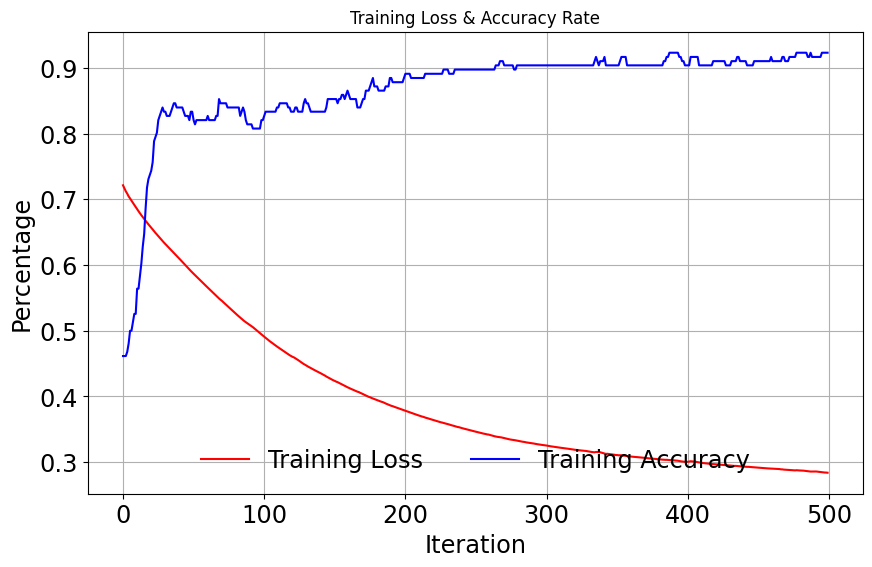 Training Loss & Accuracy Rate
0.9
0.8
0.7
0.6
0.5
0.4
0.3
Percentage
Training Loss
Training Accuracy
0
100
200
300
400
500
Iteration